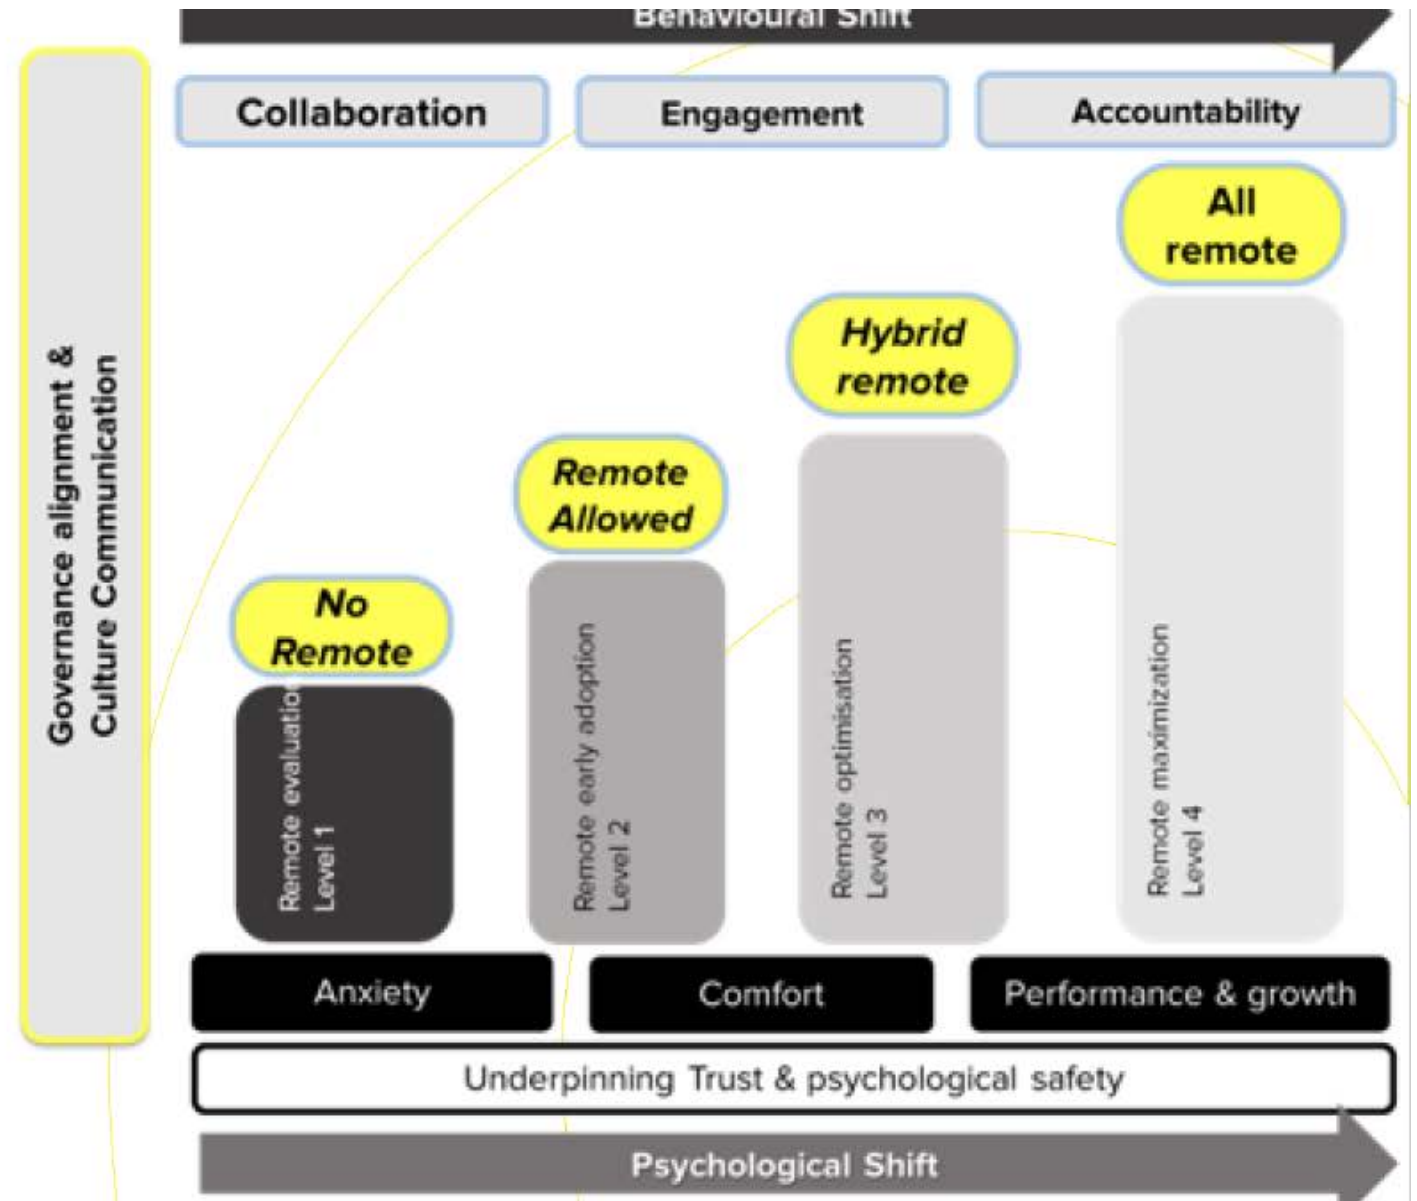 Behavioural Shift
Collaboration
Engagement
Accountability
Governance alignment &
Culture Communication
All
remote
Hybrid
remote
Remote
Allowed
No
Remote
Remote evaluation
Level 1
Remote early adoption
Level 2
Remote optimisation
Level 3
Remote maximization
Level 4
Anxiety
Comfort
Performance & growth
Underpinning Trust & psychological safety
Psychological Shift